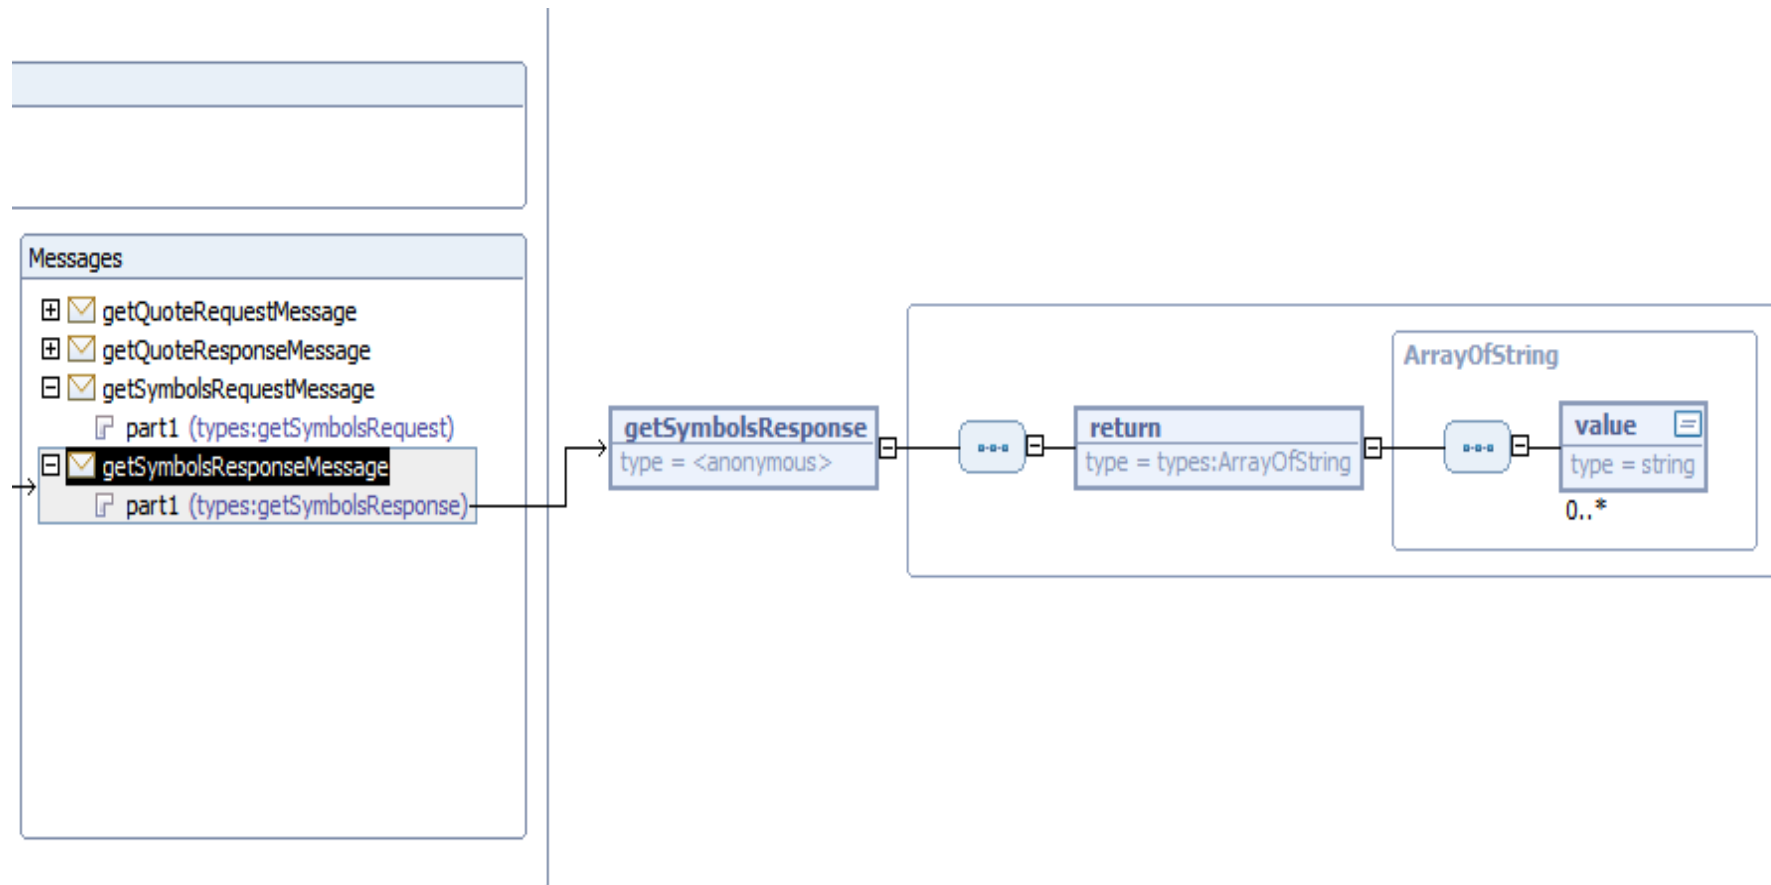 Messages
getQuoteRequestMessage
getQuoteResponseMessage
getSymbolsRequestMessage
part1 (types:getSymbolsRequest)
getSymbolsResponseMessage
part1 (types:getSymbolsResponse)
getSymbolsResponse
type = <anonymous>
return
type = types:ArrayOfString
ArrayOfString
value
type = string
0..*